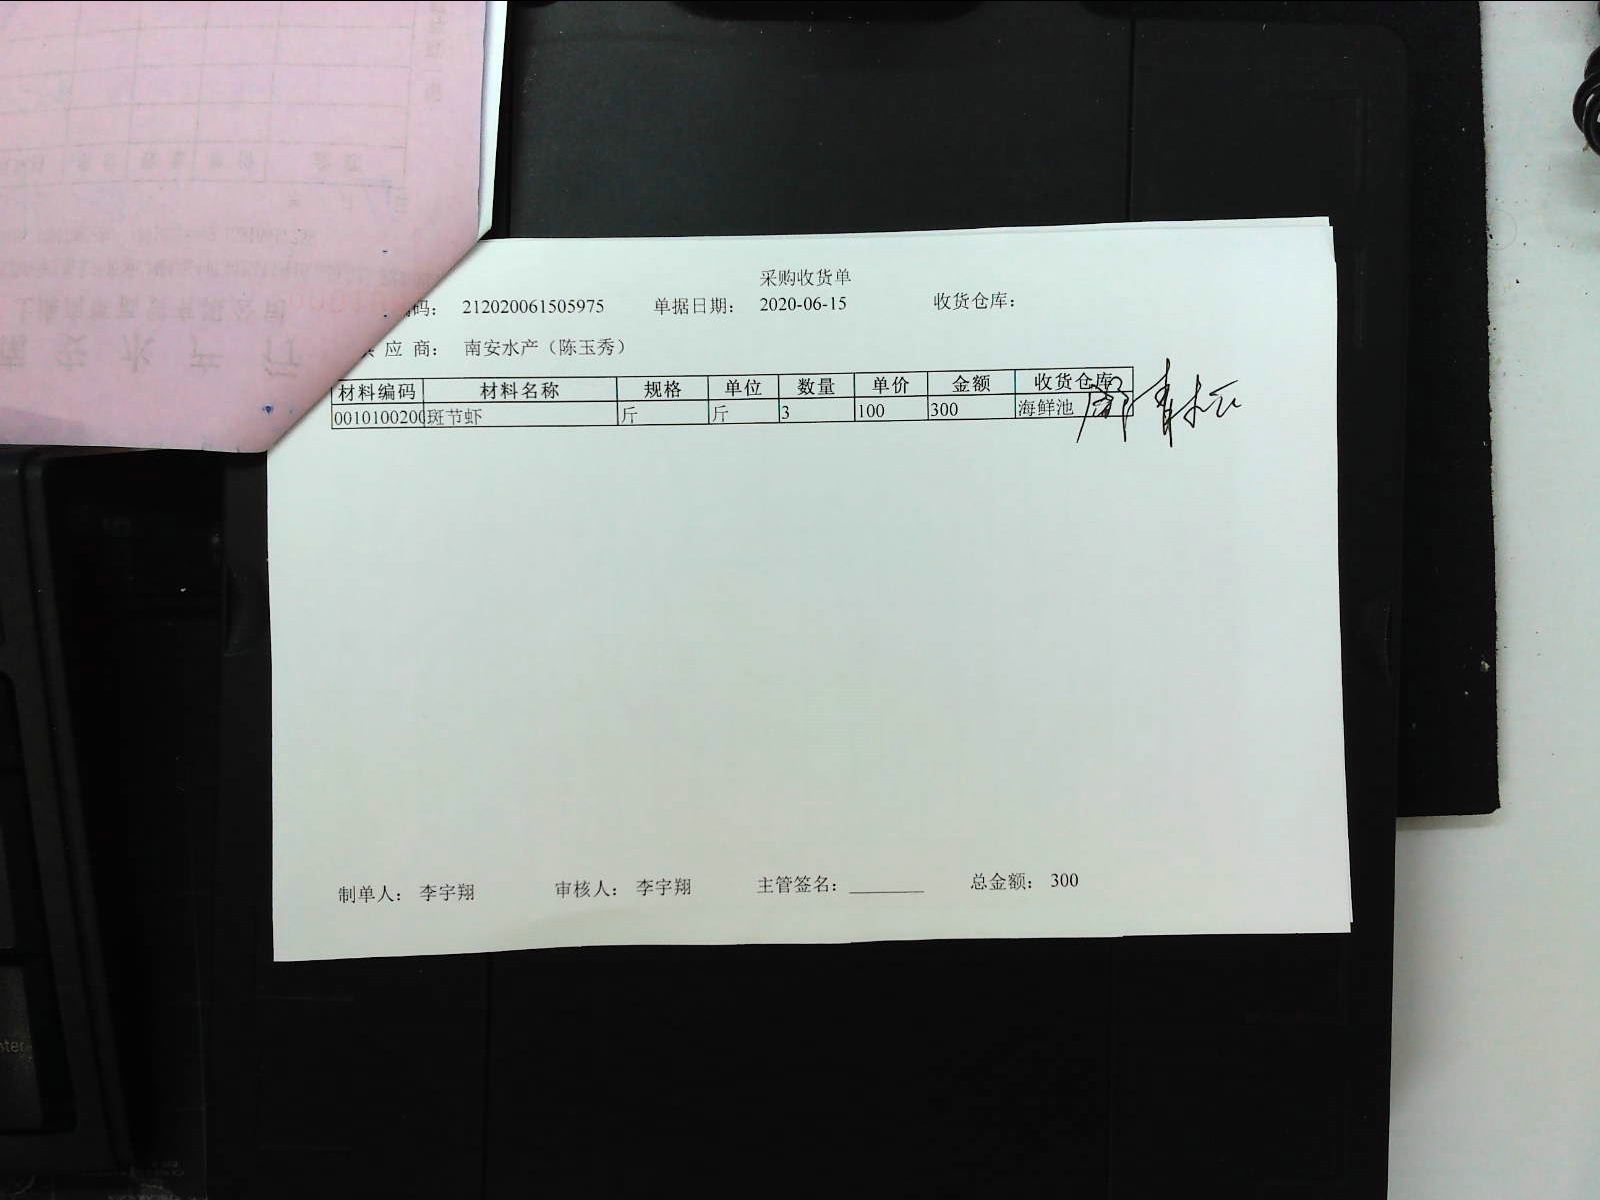 采购收货单
码： 212020061505975 单据日期： 2020-06-15 收货仓库：
应 商： 南安水产（陈玉秀）
材料编码 材料名称 规格 单位 数量 单价 金额 收货仓库
0010100200 斑节虾 斤 斤 3 100 300 海鲜池
制单人： 李宇翔 审核人： 李宇翔 主管签名： ________ 总金额： 300